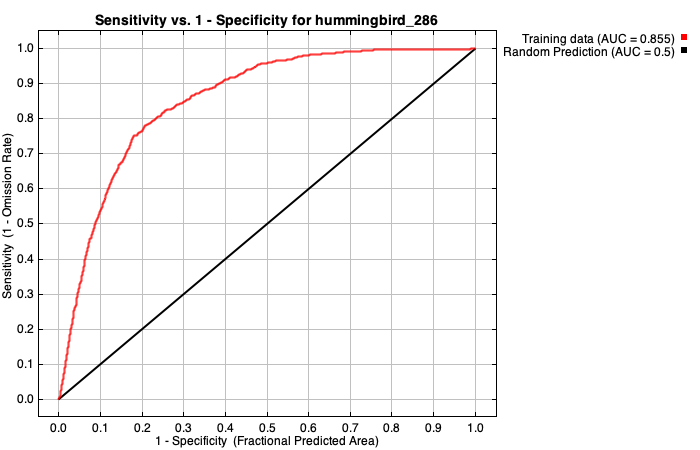 Sensitivity vs. 1 - Specificity for hummingbird_286
Training data (AUC = 0.855)
Random Prediction (AUC = 0.5)
Sensitivity (1 - Omission Rate)
1.0
0.9
0.8
0.7
0.6
0.5
0.4
0.3
0.2
0.1
0.0
0.0 0.1 0.2 0.3 0.4 0.5 0.6 0.7 0.8 0.9 1.0
1 - Specificity (Fractional Predicted Area)